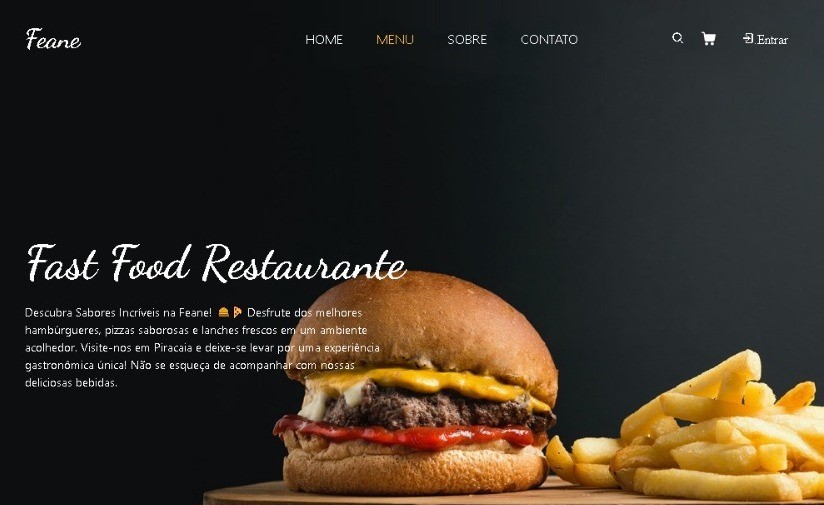 Feane
HOME MENU SOBRE CONTATO Entrar
Fast Food Restaurante
Descubra Sabores Incríveis na Feane! 🍔🍕 Desfrute dos melhores
hambúrgueres, pizzas saborosas e lanches frescos em um ambiente
acolhedor. Visite-nos em Piracaia e deixe-se levar por uma experiência
gastronômica única! Não se esqueça de acompanhar com nossas
deliciosas bebidas.